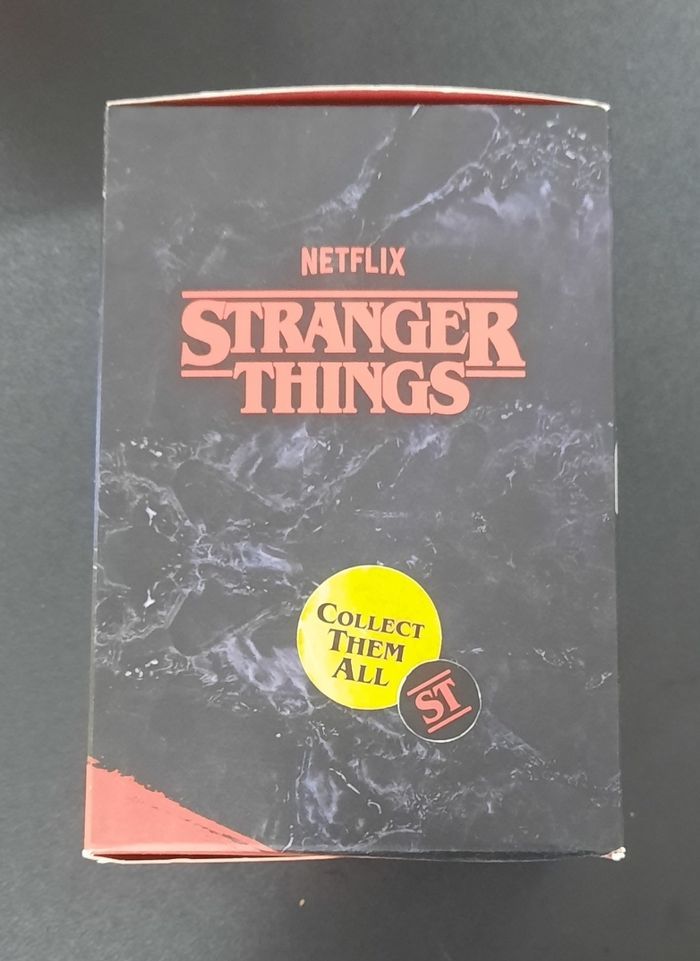 NETFLIX
STRANGER
THINGS
COLLECT
THEM
ALL
ST